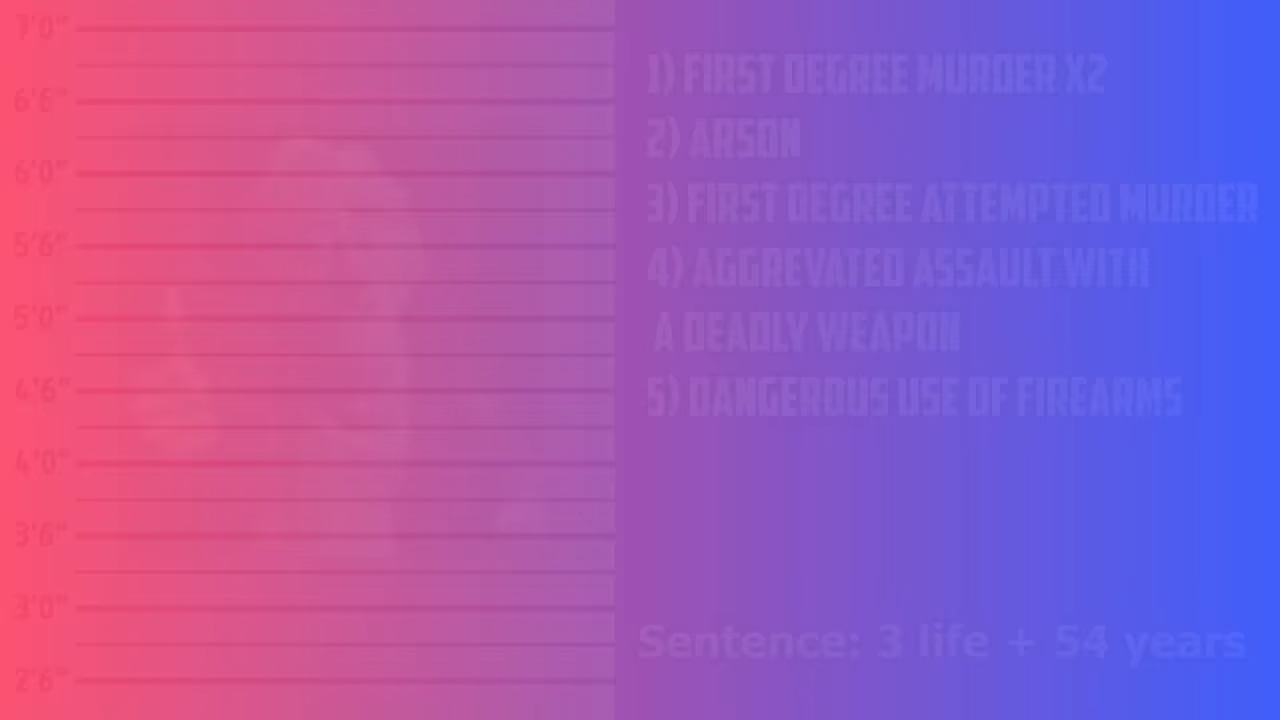 7'0"
6'6"
6'0"
5'6"
5'0"
4'6"
4'0"
3'6"
3'0"
2'6"
1) FIRST DEGREE MURDER X2
2) ARSON
3) FIRST DEGREE ATTEMPTED MURDER
4) AGGREVATED ASSAULT WITH
A DEADLY WEAPON
5) DANGEROUS USE OF FIREARMS
Sentence: 3 life + 54 years